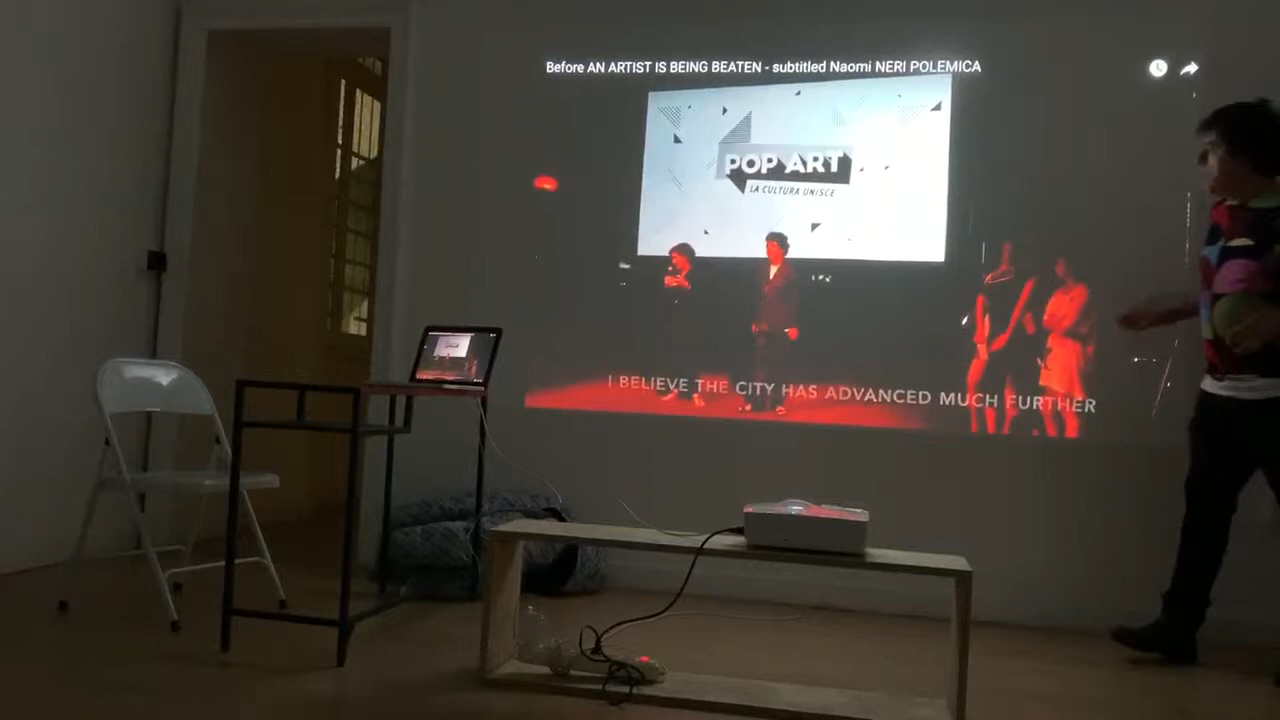 Before AN ARTIST IS BEING BEATEN - subtitled Naomi NERI POLEMICA
POP ART
LA CULTURA UNISCE
I BELIEVE THE CITY HAS ADVANCED MUCH FURTHER